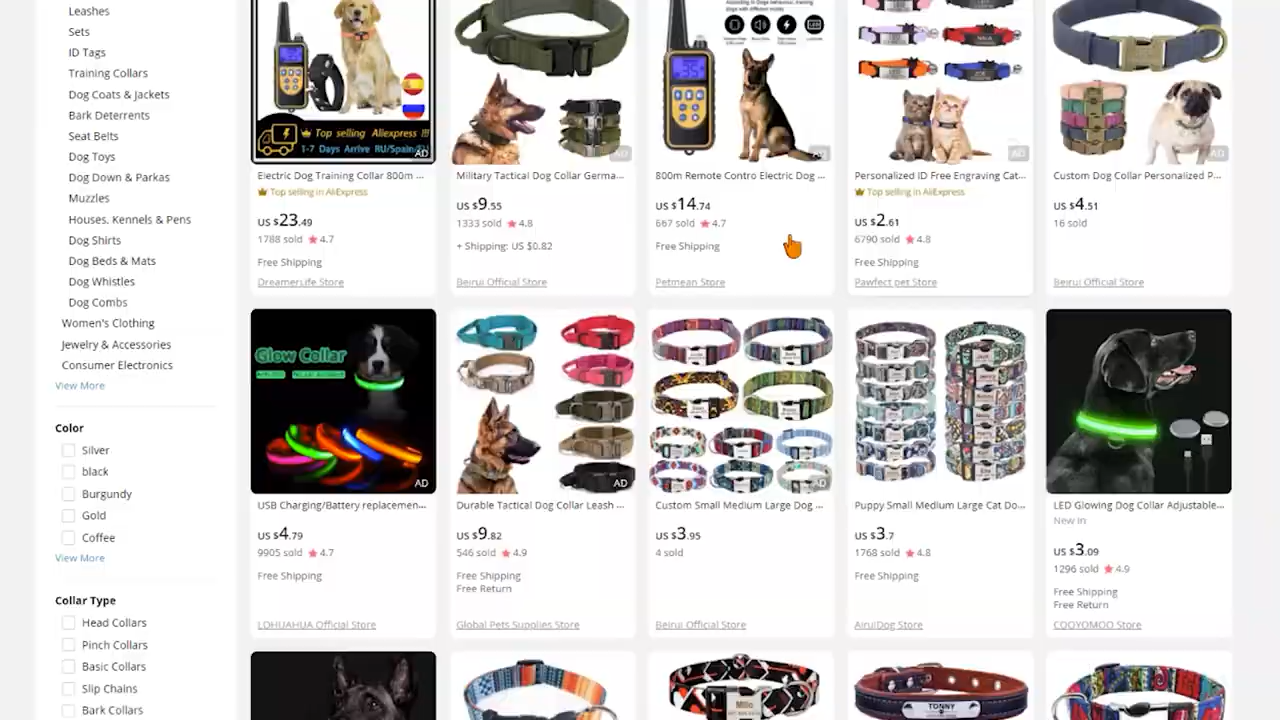 Leashes
Sets
ID Tags
Training Collars
Dog Coats & Jackets
Bark Deterrents
Seat Belts
Dog Toys
Dog Down & Parkas
Muzzles
Houses, Kennels & Pens
Dog Shirts
Dog Beds & Mats
Dog Whistles
Dog Combs
Women's Clothing
Jewelry & Accessories
Consumer Electronics
View More
Color
Silver
black
Burgundy
Gold
Coffee
View More
Collar Type
Head Collars
Pinch Collars
Basic Collars
Slip Chains
Bark Collars
Top selling Aliexpress !!!
1-7 Days Arrive RU/Spain/
AD
Electric Dog Training Collar 800m ...
Top selling in AliExpress
US $23.49
1788 sold 4.7
Free Shipping
DreamerLife Store
AD
Military Tactical Dog Collar Germa...
US $9.55
1333 sold 4.8
+ Shipping: US $0.82
Beirui Official Store
AD
800m Remote Contro Electric Dog ...
US $14.74
667 sold 4.7
Free Shipping
Petmean Store
AD
Personalized ID Free Engraving Cat...
Top selling in AliExpress
US $2.61
6790 sold 4.8
Free Shipping
Pawfect pet Store
AD
Custom Dog Collar Personalized P...
US $4.51
16 sold
Beirui Official Store
Glow Collar
AD
USB Charging/Battery replacemen...
US $4.79
9905 sold 4.7
Free Shipping
LOHUAHUA Official Store
AD
Durable Tactical Dog Collar Leash ...
US $9.82
546 sold 4.9
Free Shipping
Free Return
Global Pets Supplies Store
AD
Custom Small Medium Large Dog ...
US $3.95
4 sold
Beirui Official Store
Puppy Small Medium Large Cat Do...
US $3.7
1768 sold 4.8
Free Shipping
AiruiDog Store
LED Glowing Dog Collar Adjustable...
New In
US $3.09
1296 sold 4.9
Free Shipping
Free Return
COOYOMOO Store
Milo
TONNY